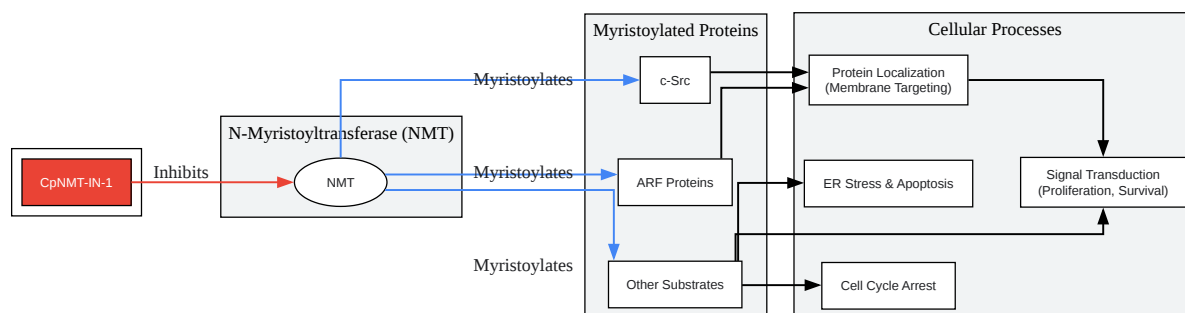 Myristoylated Proteins
Cellular Processes
Myristoylates
c-Src
Protein Localization
(Membrane Targeting)
N-Myristoyltransferase (NMT)
CpNMT-IN-1
Inhibits
NMT
Myristoylates
ARF Proteins
ER Stress & Apoptosis
Signal Transduction
(Proliferation, Survival)
Myristoylates
Other Substrates
Cell Cycle Arrest